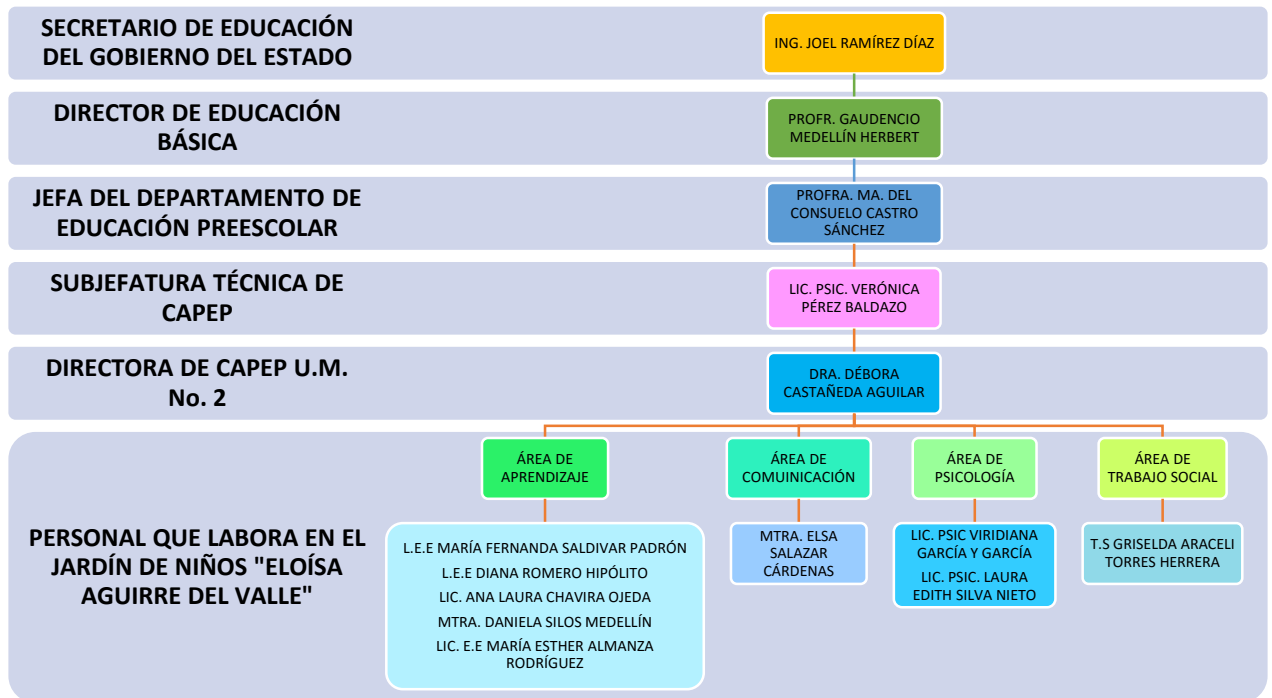 SECRETARIO DE EDUCACIÓN
DEL GOBIERNO DEL ESTADO
ING. JOEL RAMÍREZ DÍAZ
DIRECTOR DE EDUCACIÓN
BÁSICA
PROFR. GAUDENCIO
MEDELLÍN HERBERT
JEFA DEL DEPARTAMENTO DE
EDUCACIÓN PREESCOLAR
PROFRA. MA. DEL
CONSUELO CASTRO
SÁNCHEZ
SUBJEFATURA TÉCNICA DE
CAPEP
LIC. PSIC. VERÓNICA
PÉREZ BALDAZO
DIRECTORA DE CAPEP U.M.
No. 2
DRA. DÉBORA
CASTAÑEDA AGUILAR
PERSONAL QUE LABORA EN EL
JARDÍN DE NIÑOS "ELOÍSA
AGUIRRE DEL VALLE"
ÁREA DE
APRENDIZAJE
L.E.E MARÍA FERNANDA SALDIVAR PADRÓN
L.E.E DIANA ROMERO HIPÓLITO
LIC. ANA LAURA CHAVIRA OJEDA
MTRA. DANIELA SILOS MEDELLÍN
LIC. E.E MARÍA ESTHER ALMANZA
RODRÍGUEZ
ÁREA DE
COMUINICACIÓN
MTRA. ELSA
SALAZAR
CÁRDENAS
ÁREA DE
PSICOLOGÍA
LIC. PSIC VIRIDIANA
GARCÍA Y GARCÍA
LIC. PSIC. LAURA
EDITH SILVA NIETO
ÁREA DE
TRABAJO SOCIAL
T.S GRISELDA ARACELI
TORRES HERRERA